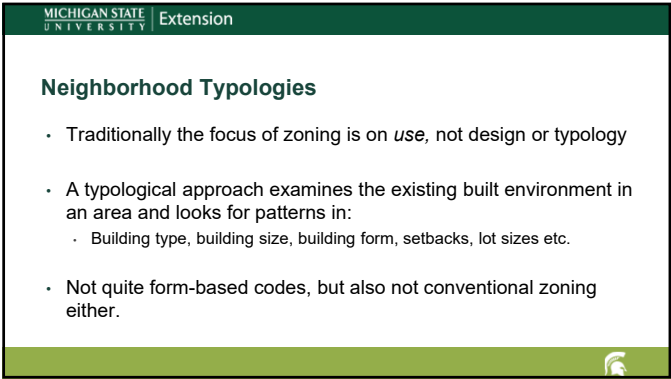 MICHIGAN STATE
UNIVERSITY Extension
Neighborhood Typologies
• Traditionally the focus of zoning is on use, not design or typology
• A typological approach examines the existing built environment in
an area and looks for patterns in:
• Building type, building size, building form, setbacks, lot sizes etc.
• Not quite form-based codes, but also not conventional zoning
either.